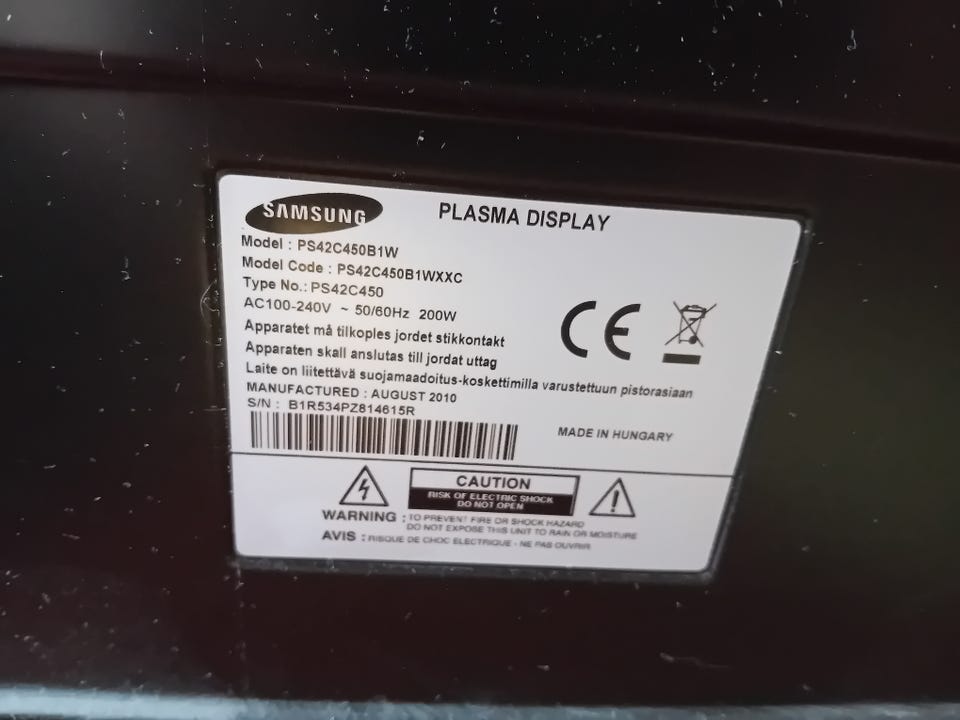 SAMSUNG
PLASMA DISPLAY
Model : PS42C450B1W
Model Code : PS42C450B1WXXC
Type No.: PS42C450
AC100-240V ~ 50/60Hz 200W
Apparatet må tilkoples jordet stikkontakt
Apparaten skall anslutas till jordat uttag
Laite on liitettävä suojamaadoitus-koskettimilla varustettuun pistorasiaan
MANUFACTURED : AUGUST 2010
S/N : B1R534PZ814615R
MADE IN HUNGARY
CE
CAUTION
RISK OF ELECTRIC SHOCK
DO NOT OPEN
WARNING : TO PREVENT FIRE OR SHOCK HAZARD
DO NOT EXPOSE THIS UNIT TO RAIN OR MOISTURE
AVIS : RISQUE DE CHOC ELECTRIQUE - NE PAS OUVRIR